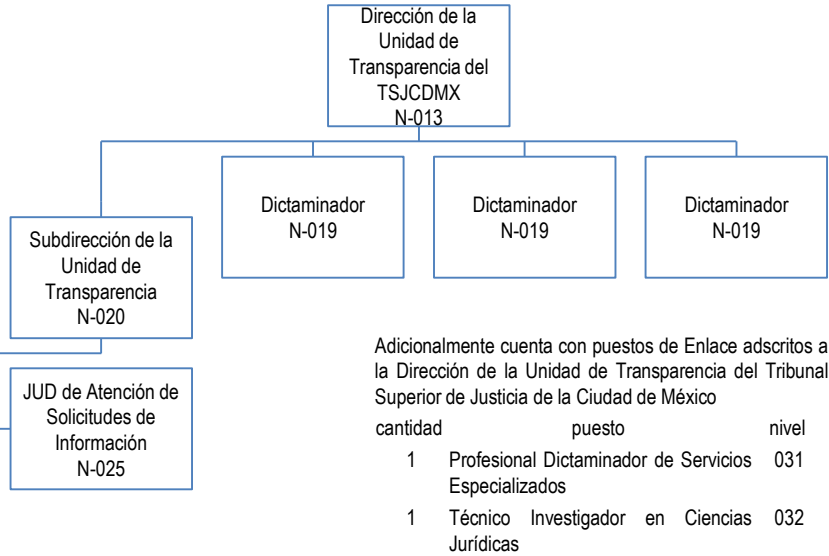 Dirección de la
Unidad de
Transparencia del
TSJCDMX
N-013
Dictaminador
N-019
Dictaminador
N-019
Dictaminador
N-019
Subdirección de la
Unidad de
Transparencia
N-020
JUD de Atención de
Solicitudes de
Información
N-025
Adicionalmente cuenta con puestos de Enlace adscritos a
la Dirección de la Unidad de Transparencia del Tribunal
Superior de Justicia de la Ciudad de México
cantidad puesto nivel
1 Profesional Dictaminador de Servicios 031
Especializados
1 Técnico Investigador en Ciencias 032
Jurídicas